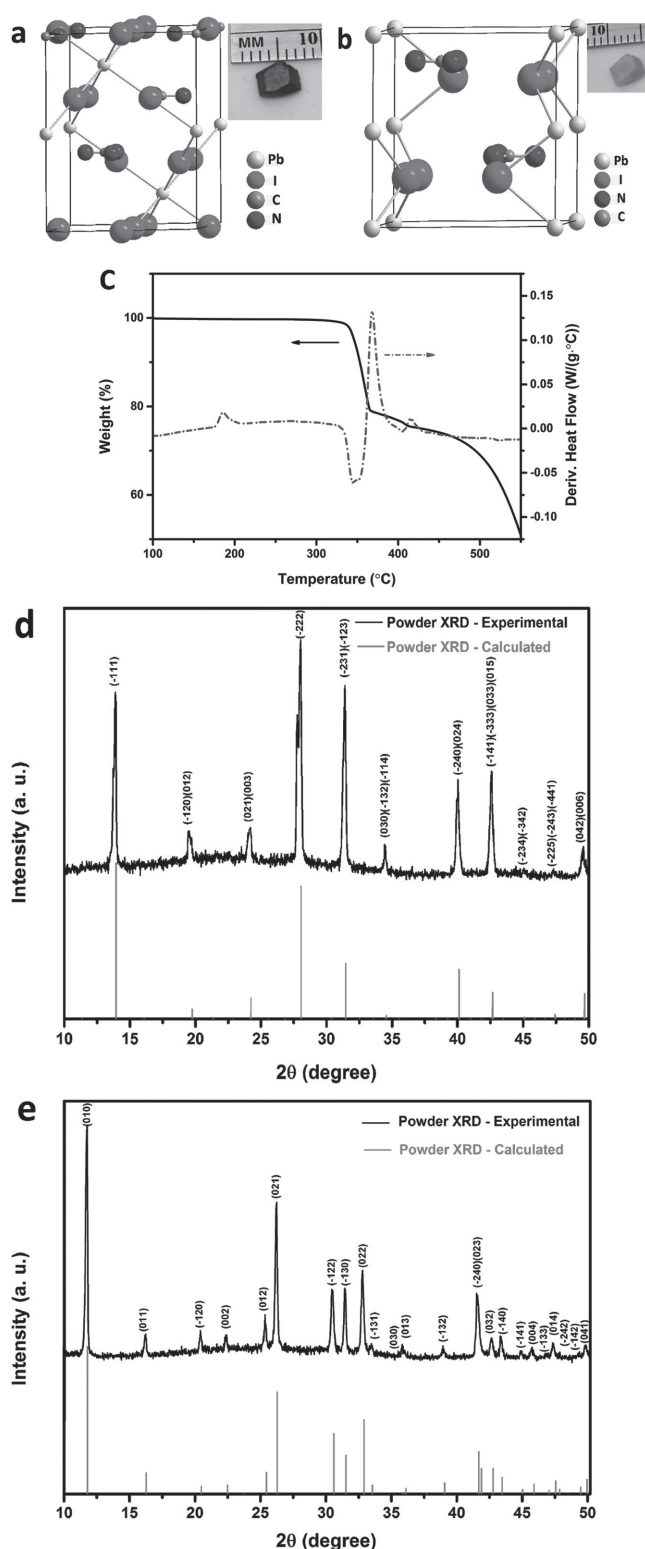 a
MM
10
Pb
I
C
N
b
10
Pb
I
N
C
c
100
80
60
Weight (%)
0.15
0.10
0.05
0.00
-0.05
-0.10
Deriv. Heat Flow (W/(g·°C))
100
200
300
400
500
Temperature (°C)
d
Powder XRD - Experimental
Powder XRD - Calculated
(-111)
(-120)(012)
(021)(003)
(-222)
(-231)(-123)
(030)(-132)(-114)
(-240)(024)
(-141)(-333)(033)(015)
(-234)(-342)
(-225)(-243)(-441)
(042)(006)
Intensity (a. u.)
10 15 20 25 30 35 40 45 50
2θ (degree)
e
Powder XRD - Experimental
Powder XRD - Calculated
(010)
(011)
(-120)
(002)
(012)
(021)
(-122)
(-130)
(022)
(-131)
(030)
(013)
(-132)
(-240)(023)
(032)
(-140)
(-141)
(004)
(-133)
(014)
(-242)
(-142)
(041)
Intensity (a. u.)
10 15 20 25 30 35 40 45 50
2θ (degree)